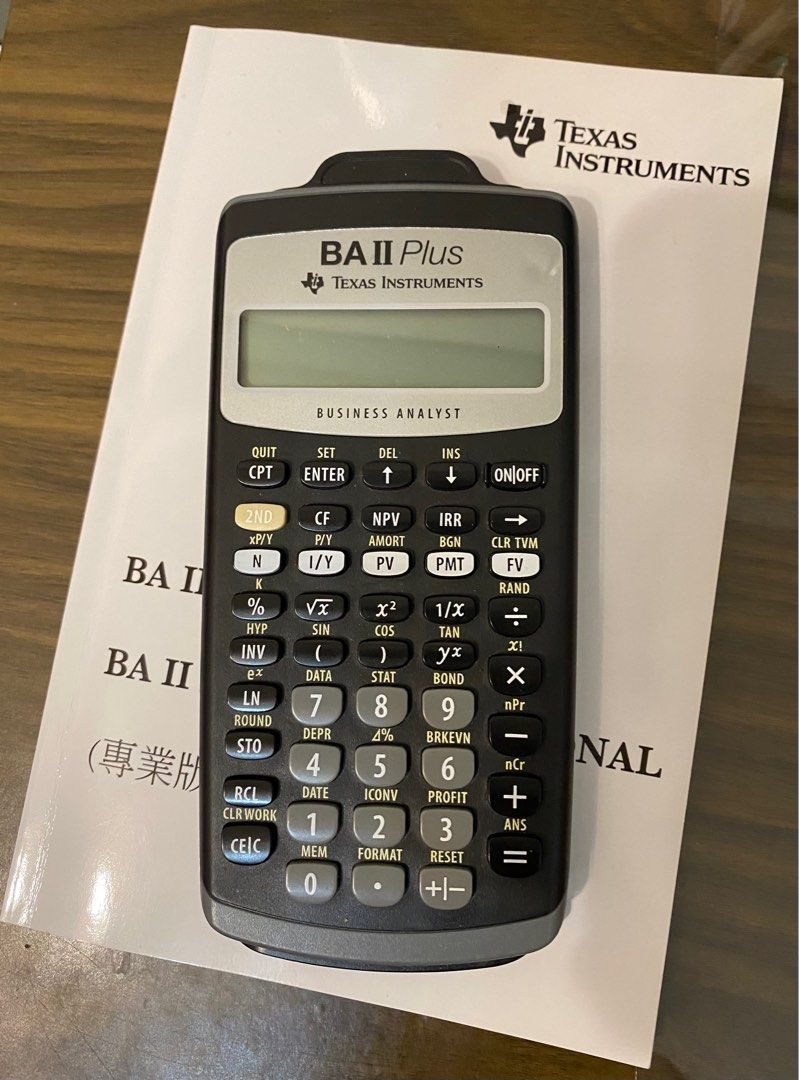 TEXAS
INSTRUMENTS
BA II Plus
TEXAS INSTRUMENTS
BUSINESS ANALYST
QUIT SET DEL INS
CPT ENTER ↑ ↓ ON|OFF
2ND CF NPV IRR →
xP/Y P/Y AMORT BGN CLR TVM
N I/Y PV PMT FV
K RAND
% √x x² 1/x ÷
HYP SIN COS TAN x!
INV ( ) yˣ ×
eˣ DATA STAT BOND nPr
LN 7 8 9 −
ROUND DEPR Δ% BRKEVN nCr
STO 4 5 6 +
DATE ICONV PROFIT
RCL 1 2 3
CLR WORK ANS
CE|C =
MEM FORMAT RESET
0 . +|−
BA II
BA II NAL
(專業版